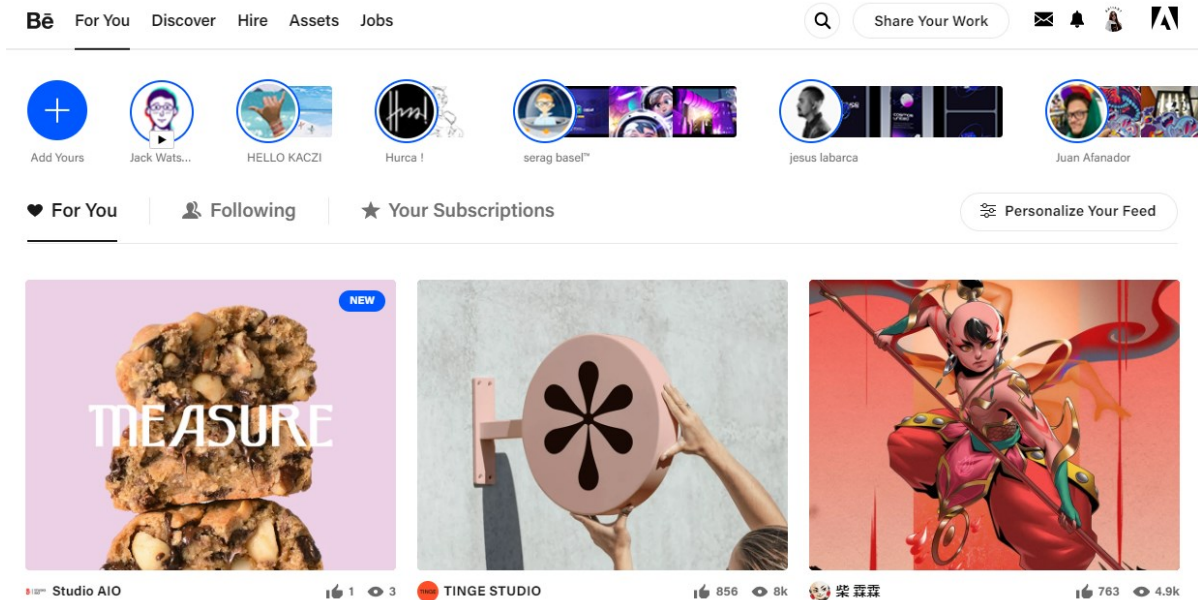 Bē For You Discover Hire Assets Jobs Share Your Work
Add Yours
Jack Wats...
HELLO KACZI
Hurca !
serag basel™
jesus labarca
Juan Afanador
For You Following Your Subscriptions Personalize Your Feed
NEW
MEASURE
Studio AIO 1 3
TINGE TINGE STUDIO 856 8k
柴 霖霖 763 4.9k